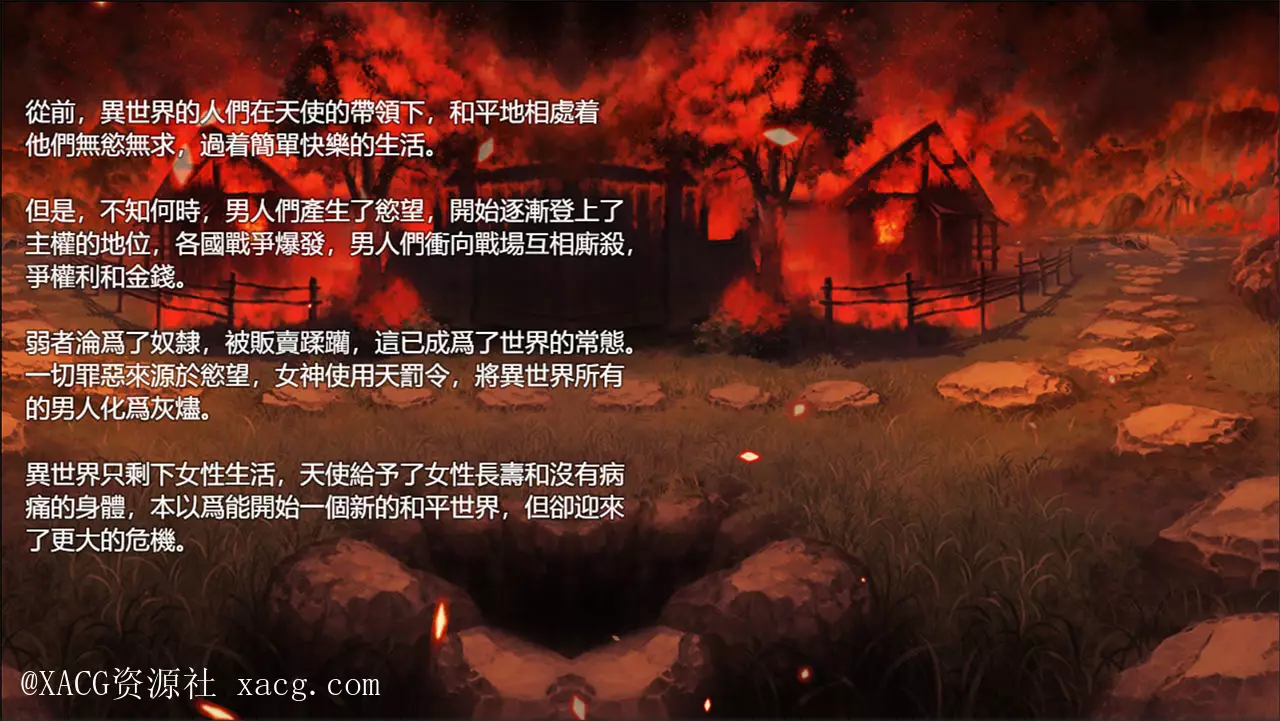 從前，異世界的人們在天使的帶領下，和平地相處着
他們無慾無求，過着簡單快樂的生活。
但是，不知何時，男人們產生了慾望，開始逐漸登上了
主權的地位，各國戰爭爆發，男人們衝向戰場互相廝殺，
爭權利和金錢。
弱者淪爲了奴隸，被販賣蹂躪，這已成爲了世界的常態。
一切罪惡來源於慾望，女神使用天罰令，將異世界所有
的男人化爲灰燼。
異世界只剩下女性生活，天使給予了女性長壽和沒有病
痛的身體，本以爲能開始一個新的和平世界，但卻迎來
了更大的危機。
@XACG资源社 xacg.com